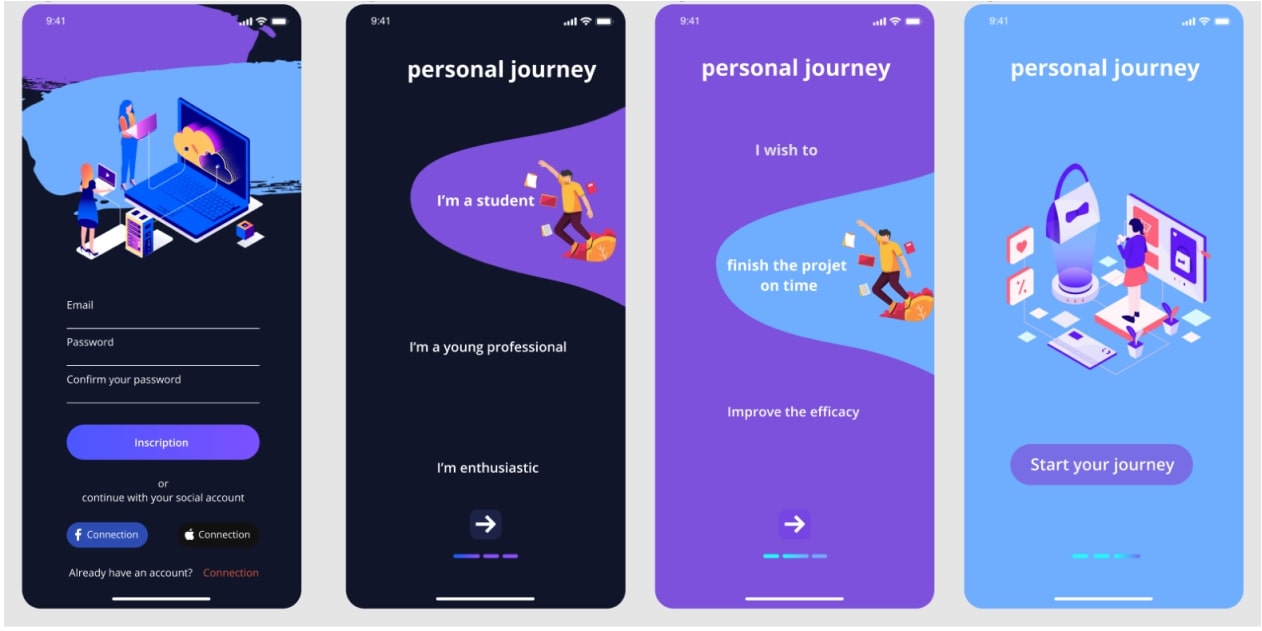 9:41
Email
Password
Confirm your password
Inscription
or
continue with your social account
Connection
Connection
Already have an account? Connection
9:41
personal journey
I'm a student
I'm a young professional
I'm enthusiastic
9:41
personal journey
I wish to
finish the projet
on time
Improve the efficacy
9:41
personal journey
Start your journey